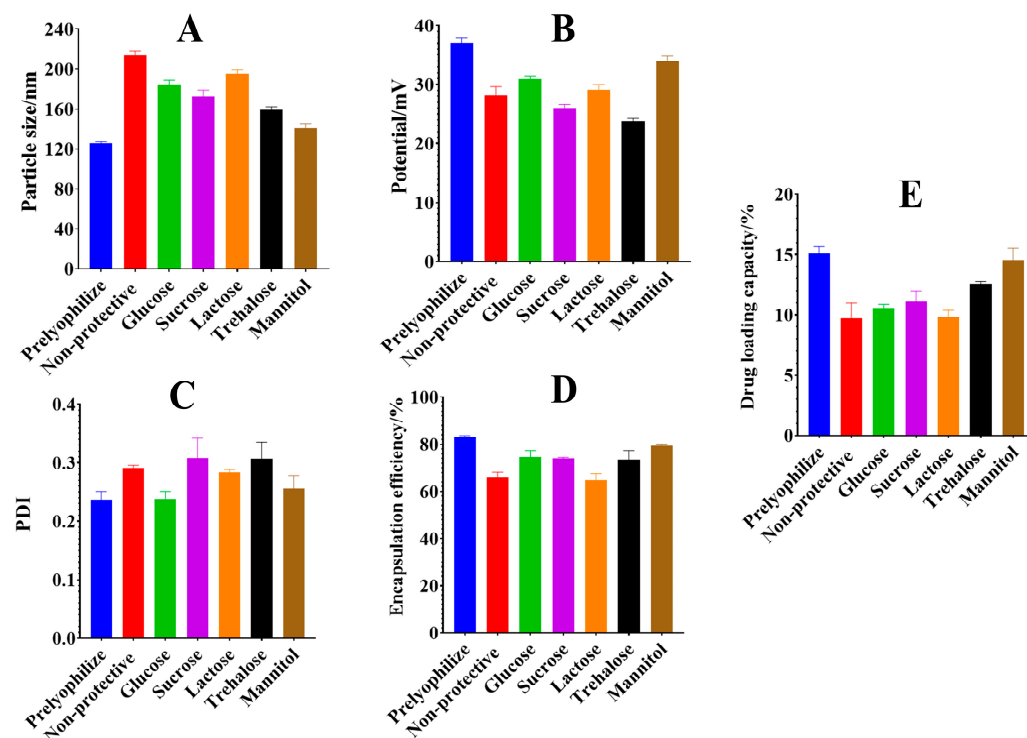 A
Particle size/nm
240
200
160
120
80
40
0
Prelyophilize
Non-protective
Glucose
Sucrose
Lactose
Trehalose
Mannitol
B
Potential/mV
40
30
20
10
0
Prelyophilize
Non-protective
Glucose
Sucrose
Lactose
Trehalose
Mannitol
C
PDI
0.4
0.3
0.2
0.1
0.0
Prelyophilize
Non-protective
Glucose
Sucrose
Lactose
Trehalose
Mannitol
D
Encapsulation efficiency/%
100
80
60
40
20
0
Prelyophilize
Non-protective
Glucose
Sucrose
Lactose
Trehalose
Mannitol
E
Drug loading capacity/%
20
15
10
5
0
Prelyophilize
Non-protective
Glucose
Sucrose
Lactose
Trehalose
Mannitol